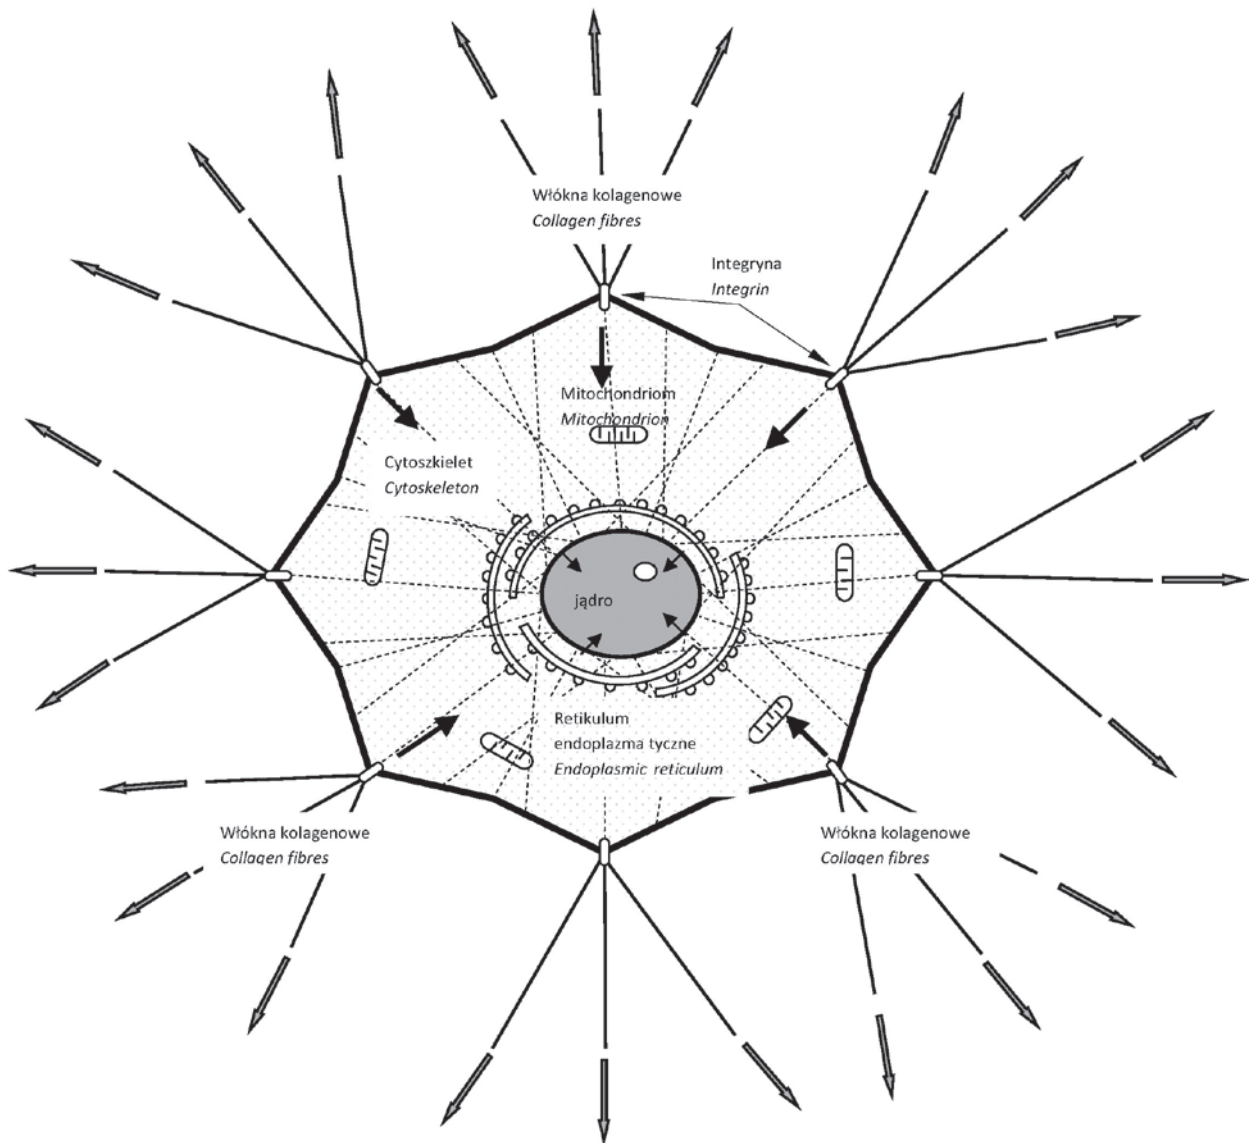 Włókna kolagenowe
Collagen fibres
Integryna
Integrin
Mitochondriom
Mitochondrion
Cytoszkielet
Cytoskeleton
jądro
Retikulum
endoplazma tyczne
Endoplasmic reticulum
Włókna kolagenowe
Collagen fibres
Włókna kolagenowe
Collagen fibres